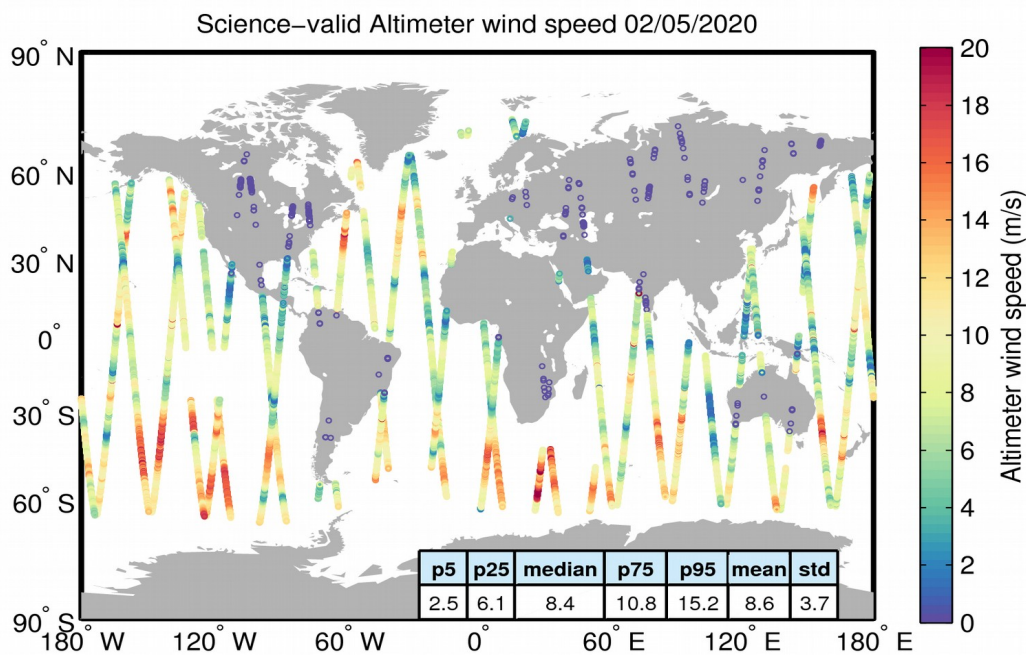 Science−valid Altimeter wind speed 02/05/2020
90° N
60° N
30° N
0°
30° S
60° S
90° S
180° W
120° W
60° W
0°
60° E
120° E
180° E
20
18
16
14
12
10
8
6
4
2
0
Altimeter wind speed (m/s)
p5 p25 median p75 p95 mean std
2.5 6.1 8.4 10.8 15.2 8.6 3.7